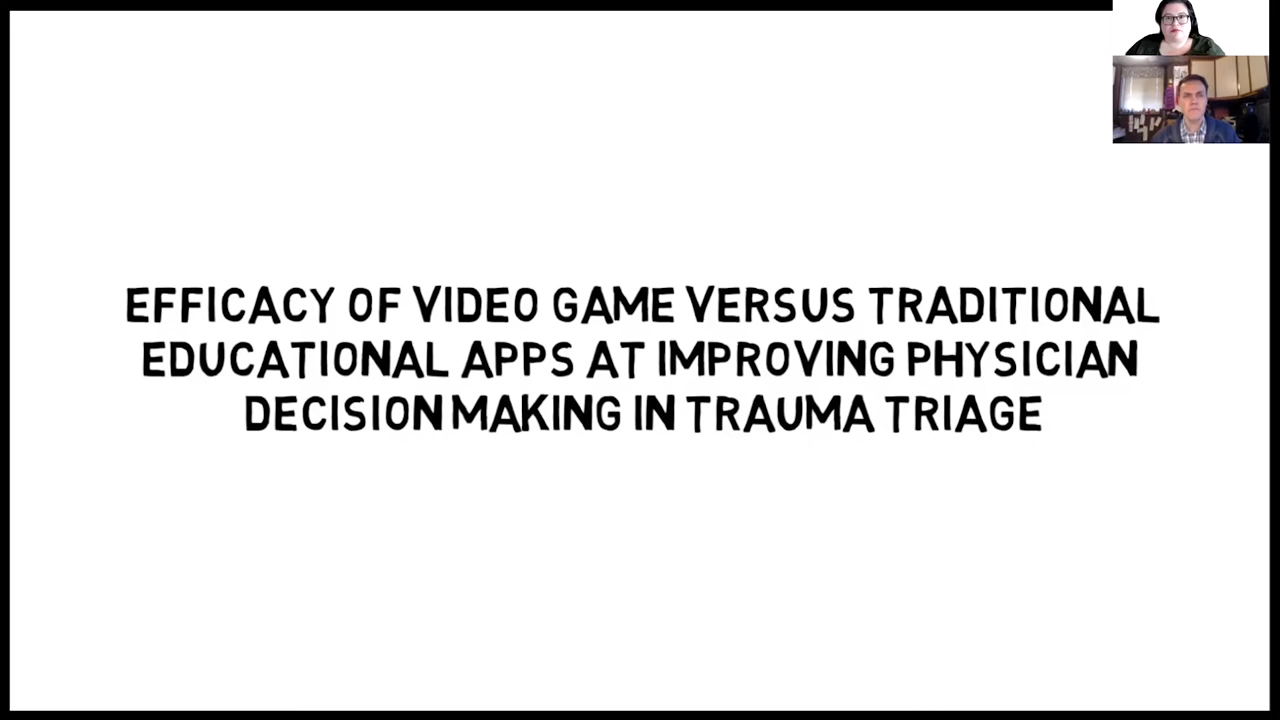 EFFICACY OF VIDEO GAME VERSUS TRADITIONAL
EDUCATIONAL APPS AT IMPROVING PHYSICIAN
DECISION MAKING IN TRAUMA TRIAGE